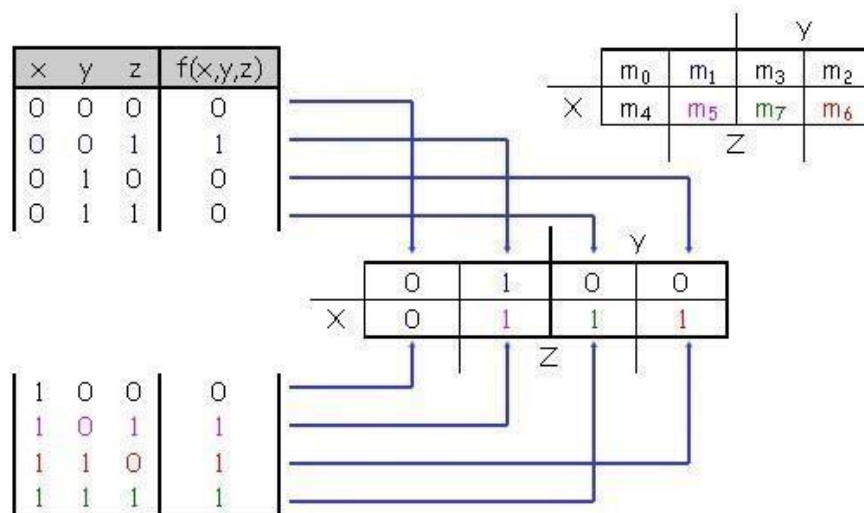 x y z f(x,y,z)
0 0 0 0
0 0 1 1
0 1 0 0
0 1 1 0
Y
m0 m1 m3 m2
X m4 m5 m7 m6
Z
Y
0 1 0 0
X 0 1 1 1
Z
1 0 0 0
1 0 1 1
1 1 0 1
1 1 1 1